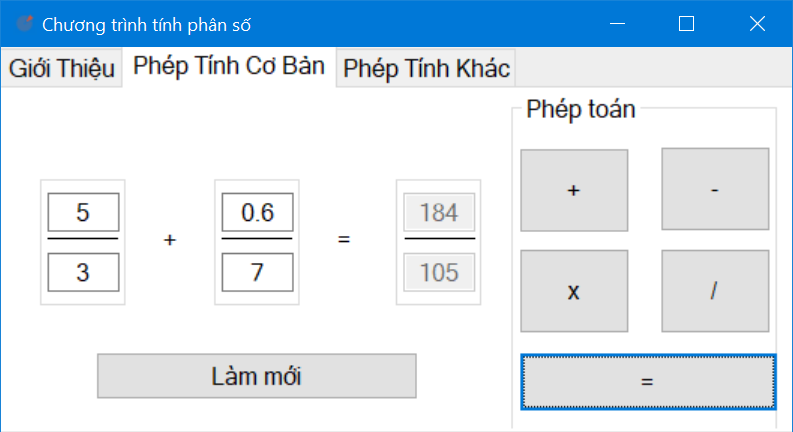 Chương trình tính phân số
Giới Thiệu Phép Tính Cơ Bản Phép Tính Khác
Phép toán
+ -
5 0.6 184
+ =
3 7 105
x /
Làm mới
=